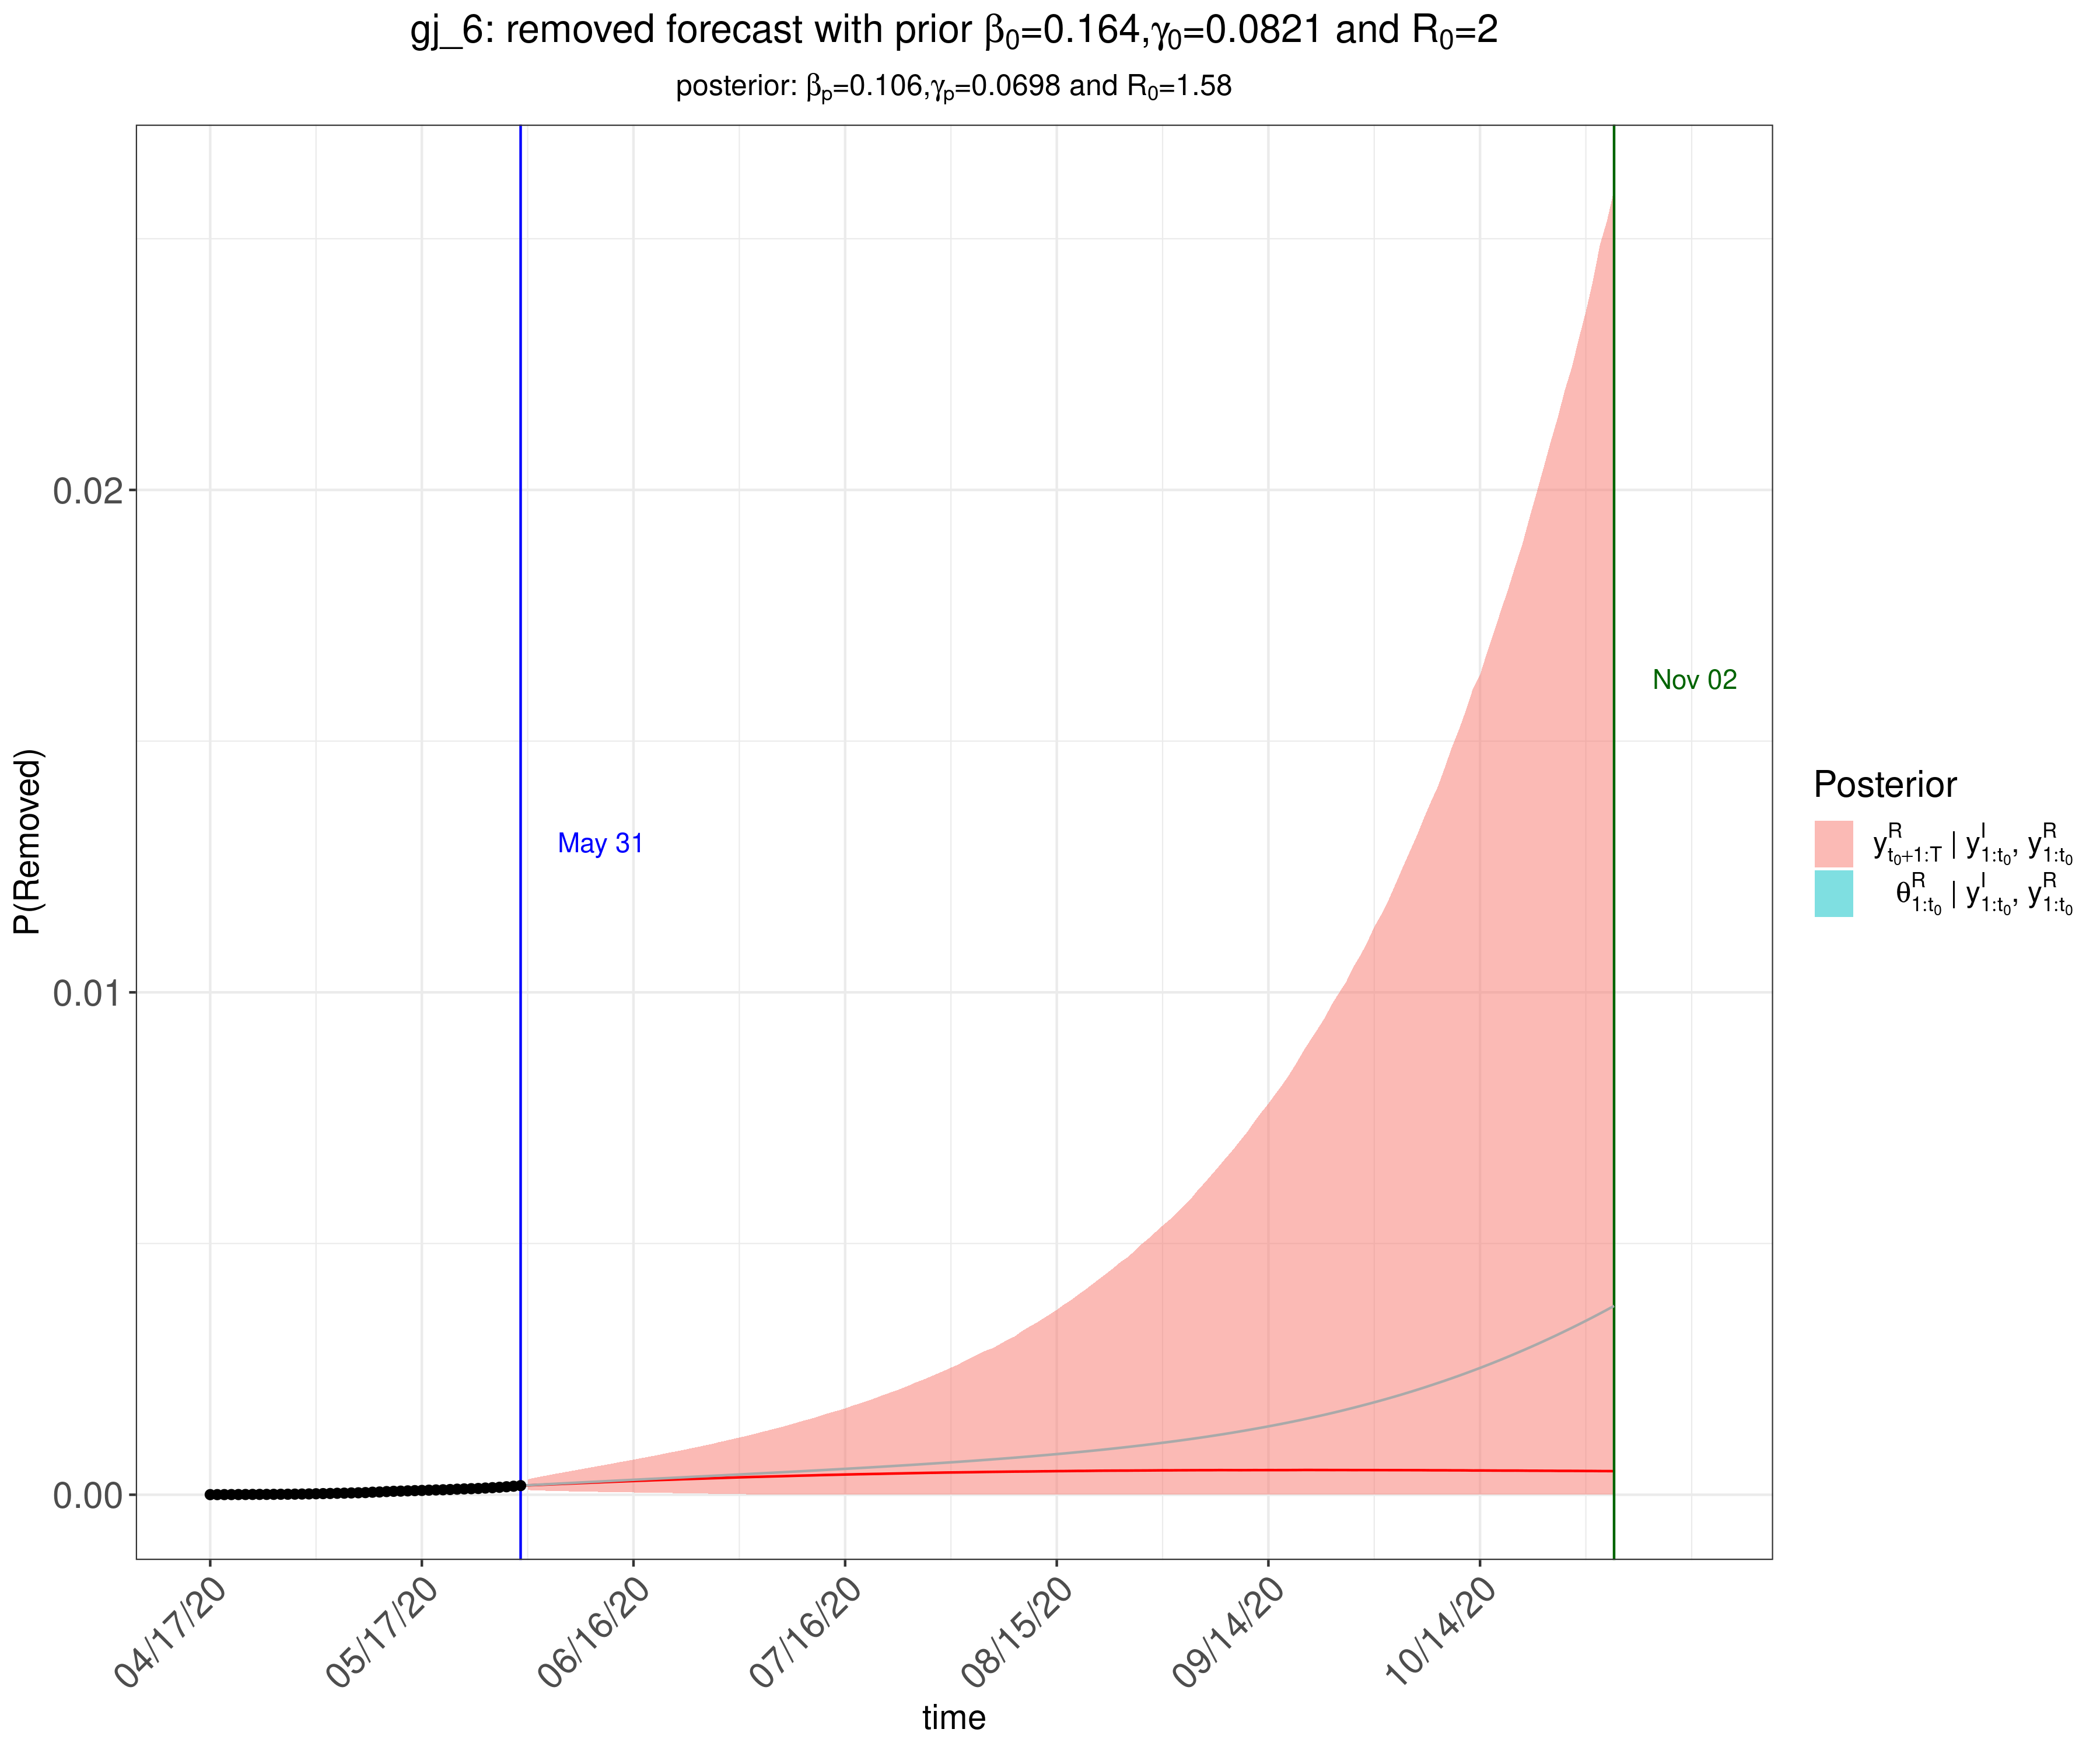 gj_6: removed forecast with prior β₀=0.164,γ₀=0.0821 and R₀=2
posterior: βₚ=0.106,γₚ=0.0698 and R₀=1.58
P(Removed)
0.02
0.01
0.00
May 31
Nov 02
Posterior
y^R_{t₀+1:T} | y^I_{1:t₀}, y^R_{1:t₀}
θ^R_{1:t₀} | y^I_{1:t₀}, y^R_{1:t₀}
04/17/20
05/17/20
06/16/20
07/16/20
08/15/20
09/14/20
10/14/20
time